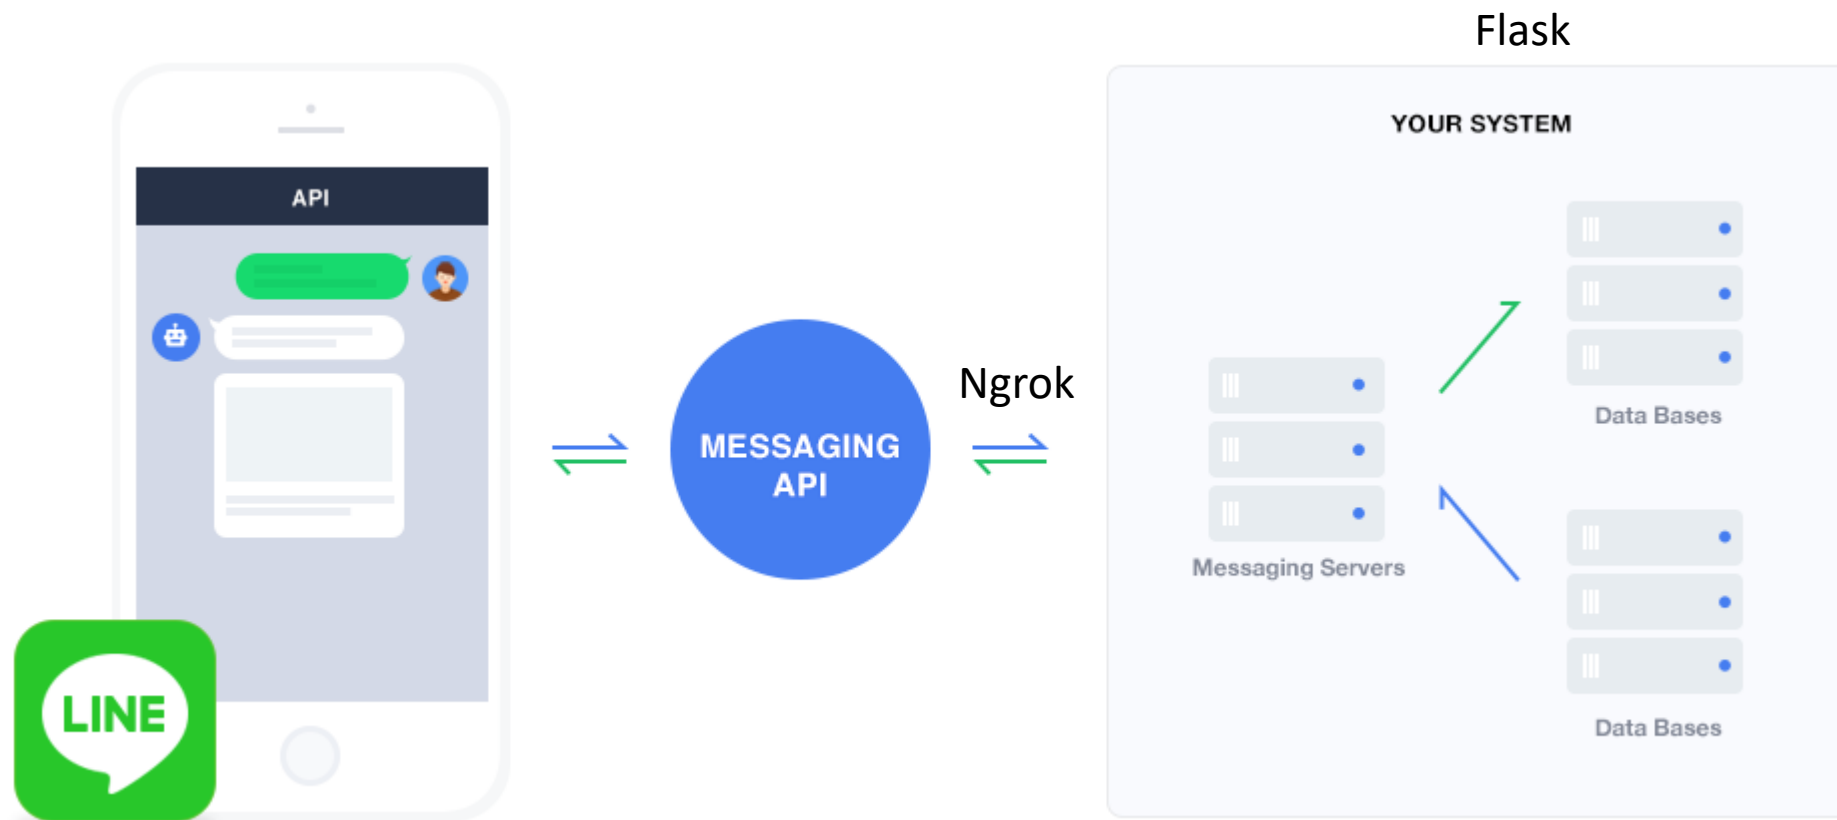 Flask
YOUR SYSTEM
API
Ngrok
MESSAGING
API
Data Bases
Messaging Servers
LINE
Data Bases